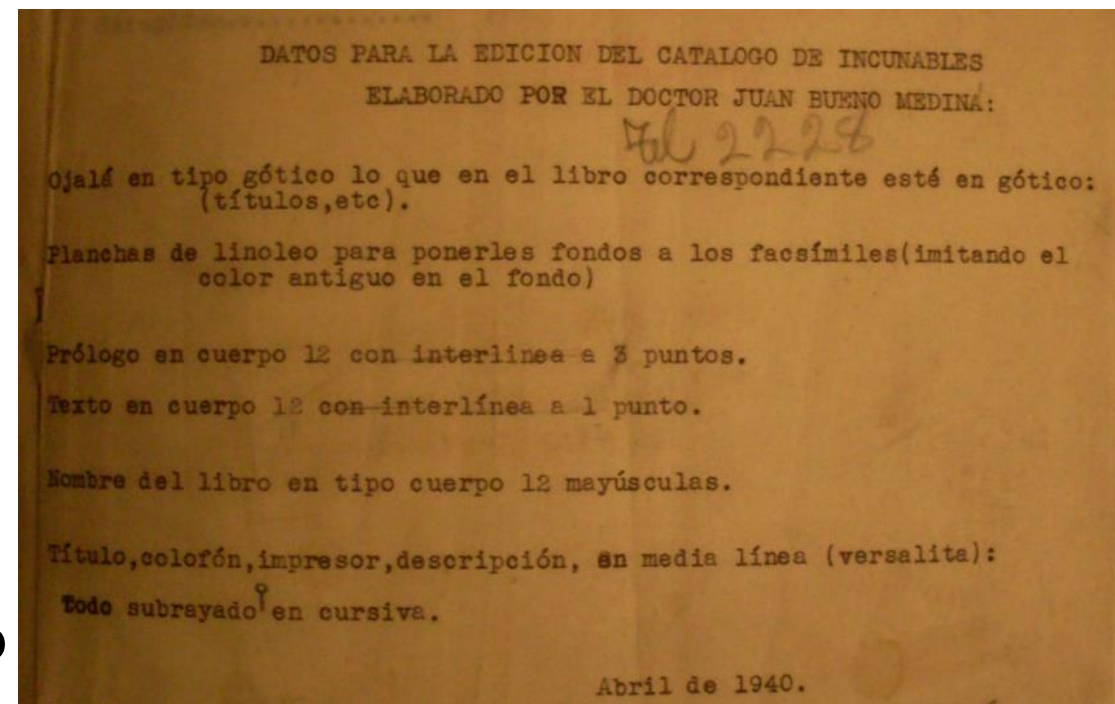 DATOS PARA LA EDICION DEL CATALOGO DE INCUNABLES
ELABORADO POR EL DOCTOR JUAN BUENO MEDINA:
Tel 2228
Ojalá en tipo gótico lo que en el libro correspondiente esté en gótico:
(títulos,etc).
Planchas de linoleo para ponerles fondos a los facsímiles(imitando el
color antiguo en el fondo)
Prólogo en cuerpo 12 con interlinea a 3 puntos.
Texto en cuerpo 12 con interlínea a 1 punto.
Nombre del libro en tipo cuerpo 12 mayúsculas.
Título,colofón,impresor,descripción, en media línea (versalita):
Todo subrayado en cursiva.
Abril de 1940.